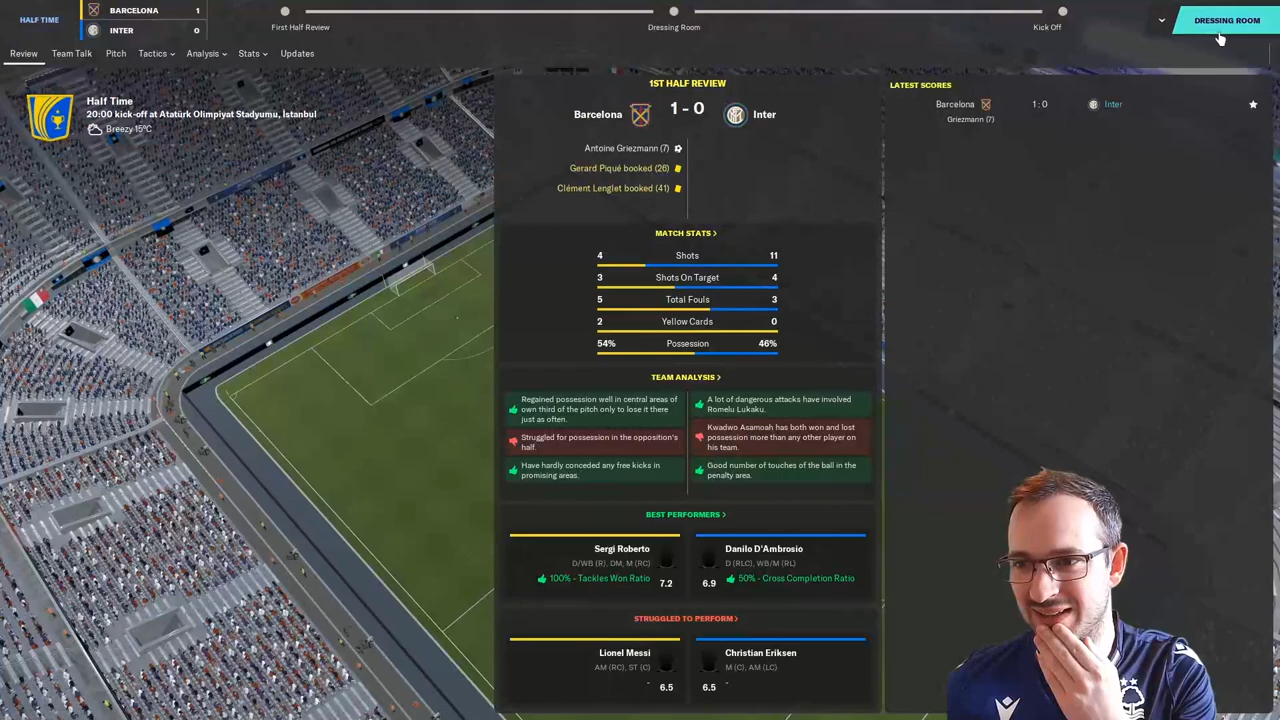 HALF TIME
BARCELONA 1
INTER 0
First Half Review
Dressing Room
Kick Off
DRESSING ROOM
Review Team Talk Pitch Tactics Analysis Stats Updates
Half Time
20:00 kick-off at Atatürk Olimpiyat Stadyumu, İstanbul
Breezy 15°C
1ST HALF REVIEW
Barcelona 1 - 0 Inter
Antoine Griezmann (7)
Gerard Piqué booked (26)
Clément Lenglet booked (41)
MATCH STATS >
4 Shots 11
3 Shots On Target 4
5 Total Fouls 3
2 Yellow Cards 0
54% Possession 46%
TEAM ANALYSIS >
Regained possession well in central areas of
own third of the pitch only to lose it there
just as often.
Struggled for possession in the opposition's
half.
Have hardly conceded any free kicks in
promising areas.
A lot of dangerous attacks have involved
Romelu Lukaku.
Kwadwo Asamoah has both won and lost
possession more than any other player on
his team.
Good number of touches of the ball in the
penalty area.
BEST PERFORMERS >
Sergi Roberto
D/WB (R), DM, M (RC)
100% - Tackles Won Ratio
7.2
Danilo D'Ambrosio
D (RLC), WB/M (RL)
6.9
50% - Cross Completion Ratio
STRUGGLED TO PERFORM >
Lionel Messi
AM (RC), ST (C)
-
6.5
Christian Eriksen
M (C), AM (LC)
6.5
-
LATEST SCORES
Barcelona 1 : 0 Inter
Griezmann (7)